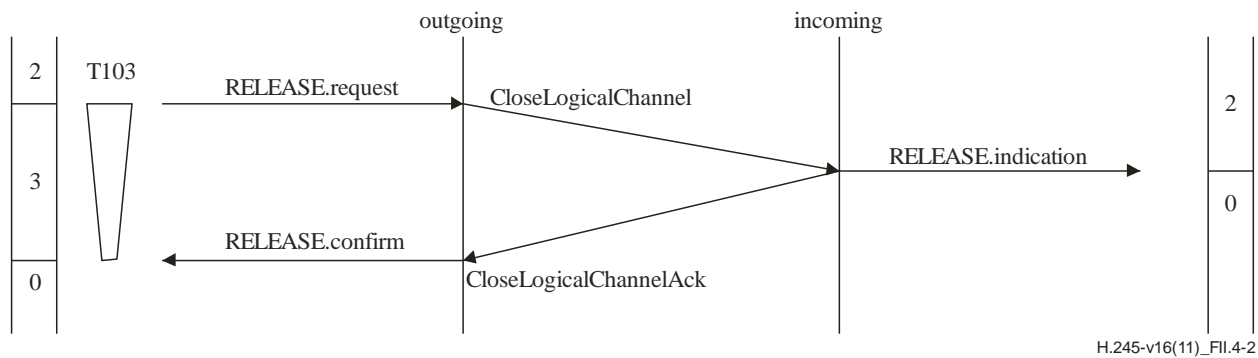 outgoing
incoming
2
T103
RELEASE.request
CloseLogicalChannel
2
3
RELEASE.indication
0
RELEASE.confirm
0
CloseLogicalChannelAck
H.245-v16(11)_FII.4-2